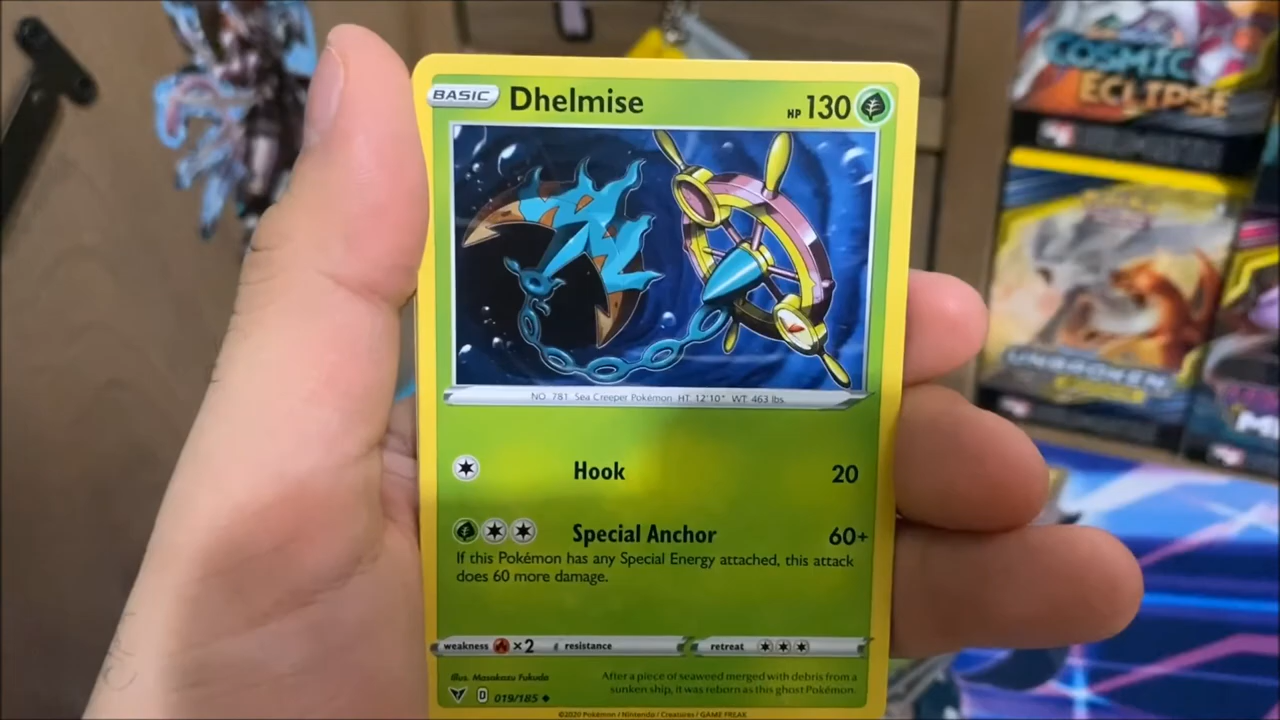 BASIC Dhelmise HP 130
NO. 781 Sea Creeper Pokémon HT: 12'10" WT: 463 lbs.
Hook 20
Special Anchor 60+
If this Pokémon has any Special Energy attached, this attack
does 60 more damage.
weakness ×2 resistance retreat
Illus. Masakazu Fukuda
After a piece of seaweed merged with debris from a
sunken ship, it was reborn as this ghost Pokémon.
D 019/185
©2020 Pokémon / Nintendo / Creatures / GAME FREAK
COSMIC
ECLIPSE
UNBROKEN